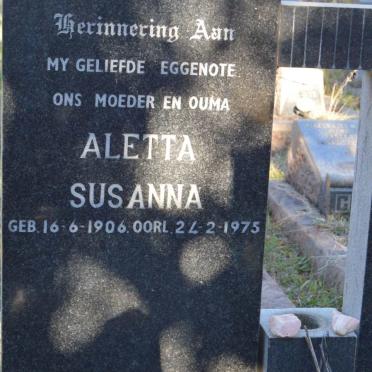 Herinnering Aan
MY GELIEFDE EGGENOTE
ONS MOEDER EN OUMA
ALETTA
SUSANNA
GEB. 16-6-1906. OORL. 24-2-1975